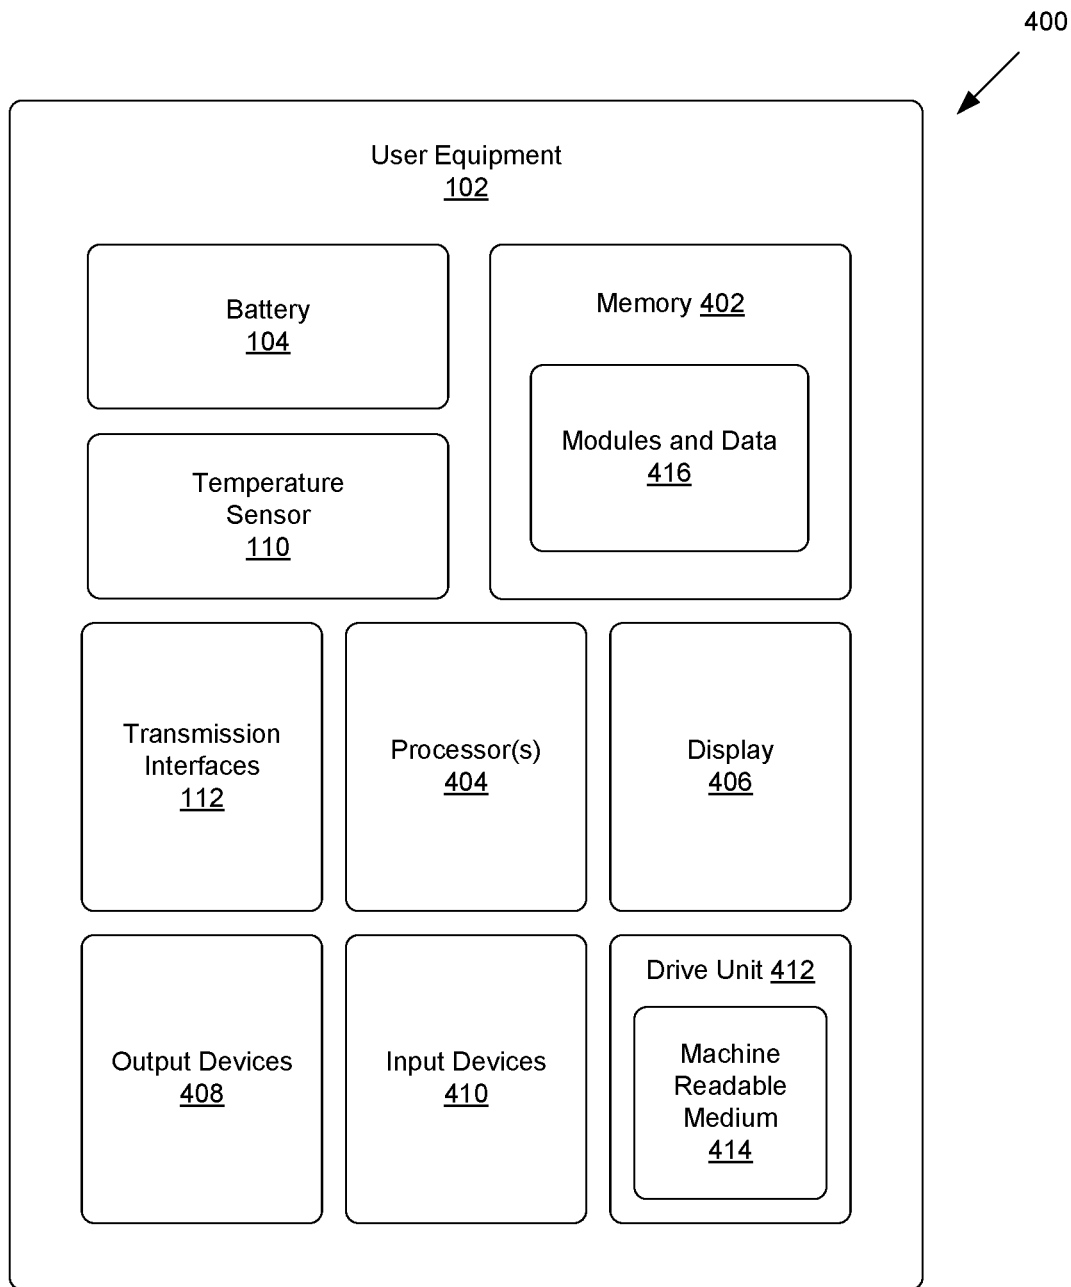 400
User Equipment
102
Battery
104
Memory 402
Modules and Data
416
Temperature
Sensor
110
Transmission
Interfaces
112
Processor(s)
404
Display
406
Output Devices
408
Input Devices
410
Drive Unit 412
Machine
Readable
Medium
414